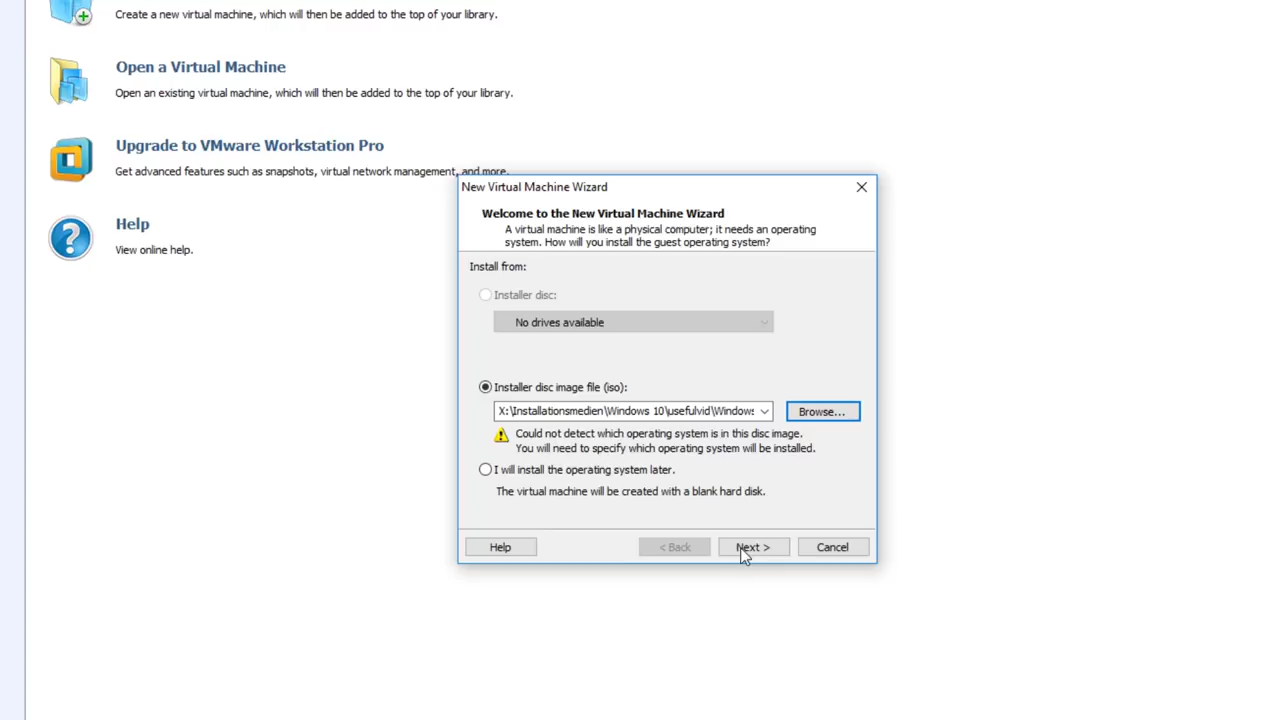 Create a new virtual machine, which will then be added to the top of your library.
Open a Virtual Machine
Open an existing virtual machine, which will then be added to the top of your library.
Upgrade to VMware Workstation Pro
Get advanced features such as snapshots, virtual network management, and more.
Help
View online help.
New Virtual Machine Wizard
Welcome to the New Virtual Machine Wizard
A virtual machine is like a physical computer; it needs an operating
system. How will you install the guest operating system?
Install from:
Installer disc:
No drives available
Installer disc image file (iso):
X:\Installationsmedien\Windows 10\usefulvid\Windows
Browse...
Could not detect which operating system is in this disc image.
You will need to specify which operating system will be installed.
I will install the operating system later.
The virtual machine will be created with a blank hard disk.
Help
< Back
Next >
Cancel